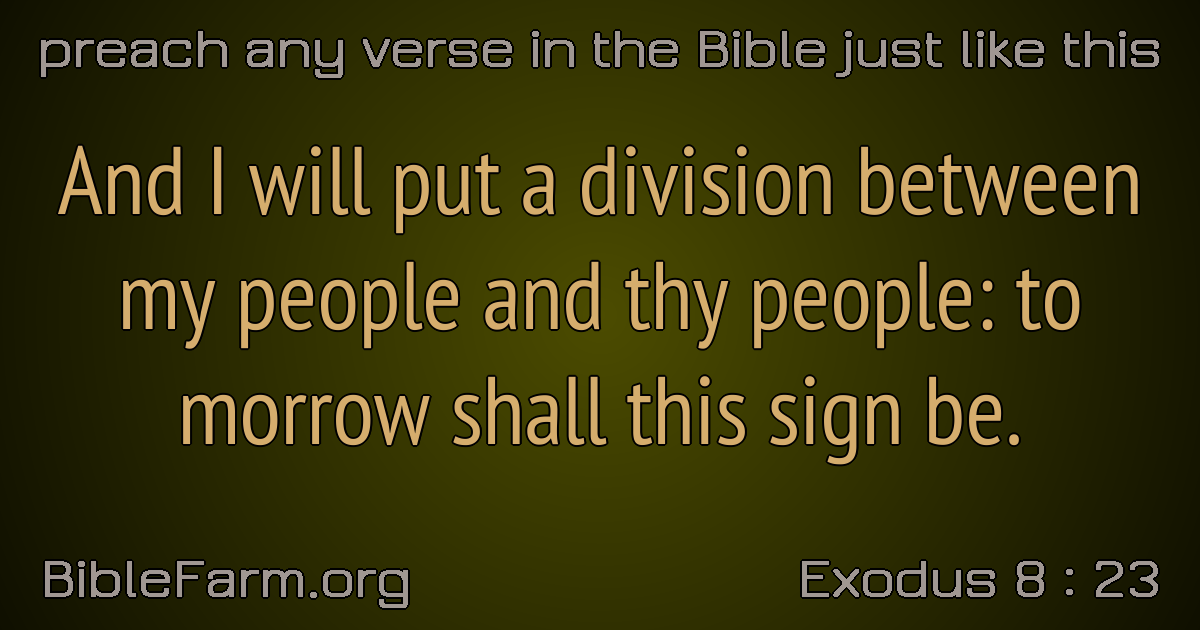 preach any verse in the Bible just like this
And I will put a division between
my people and thy people: to
morrow shall this sign be.
BibleFarm.org
Exodus 8 : 23